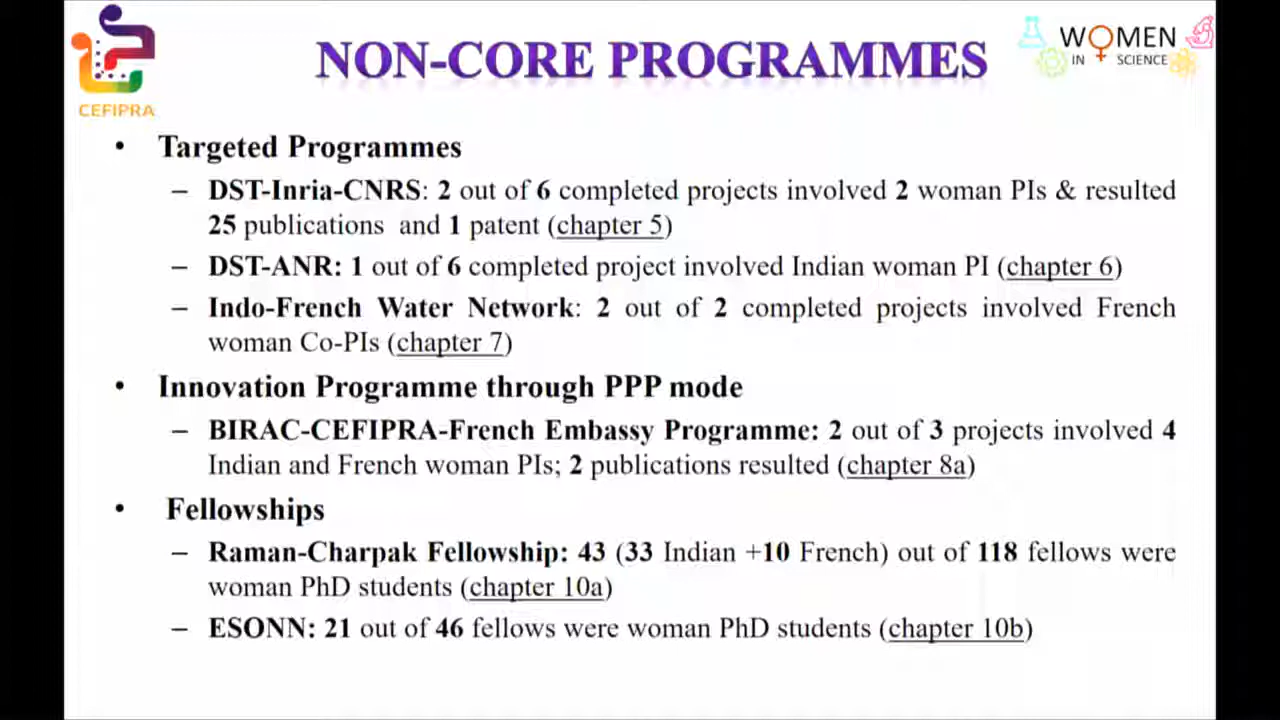 CEFIPRA
NON-CORE PROGRAMMES
WOMEN
IN SCIENCE
• Targeted Programmes
– DST-Inria-CNRS: 2 out of 6 completed projects involved 2 woman PIs & resulted
25 publications and 1 patent (chapter 5)
– DST-ANR: 1 out of 6 completed project involved Indian woman PI (chapter 6)
– Indo-French Water Network: 2 out of 2 completed projects involved French
woman Co-PIs (chapter 7)
• Innovation Programme through PPP mode
– BIRAC-CEFIPRA-French Embassy Programme: 2 out of 3 projects involved 4
Indian and French woman PIs; 2 publications resulted (chapter 8a)
• Fellowships
– Raman-Charpak Fellowship: 43 (33 Indian +10 French) out of 118 fellows were
woman PhD students (chapter 10a)
– ESONN: 21 out of 46 fellows were woman PhD students (chapter 10b)